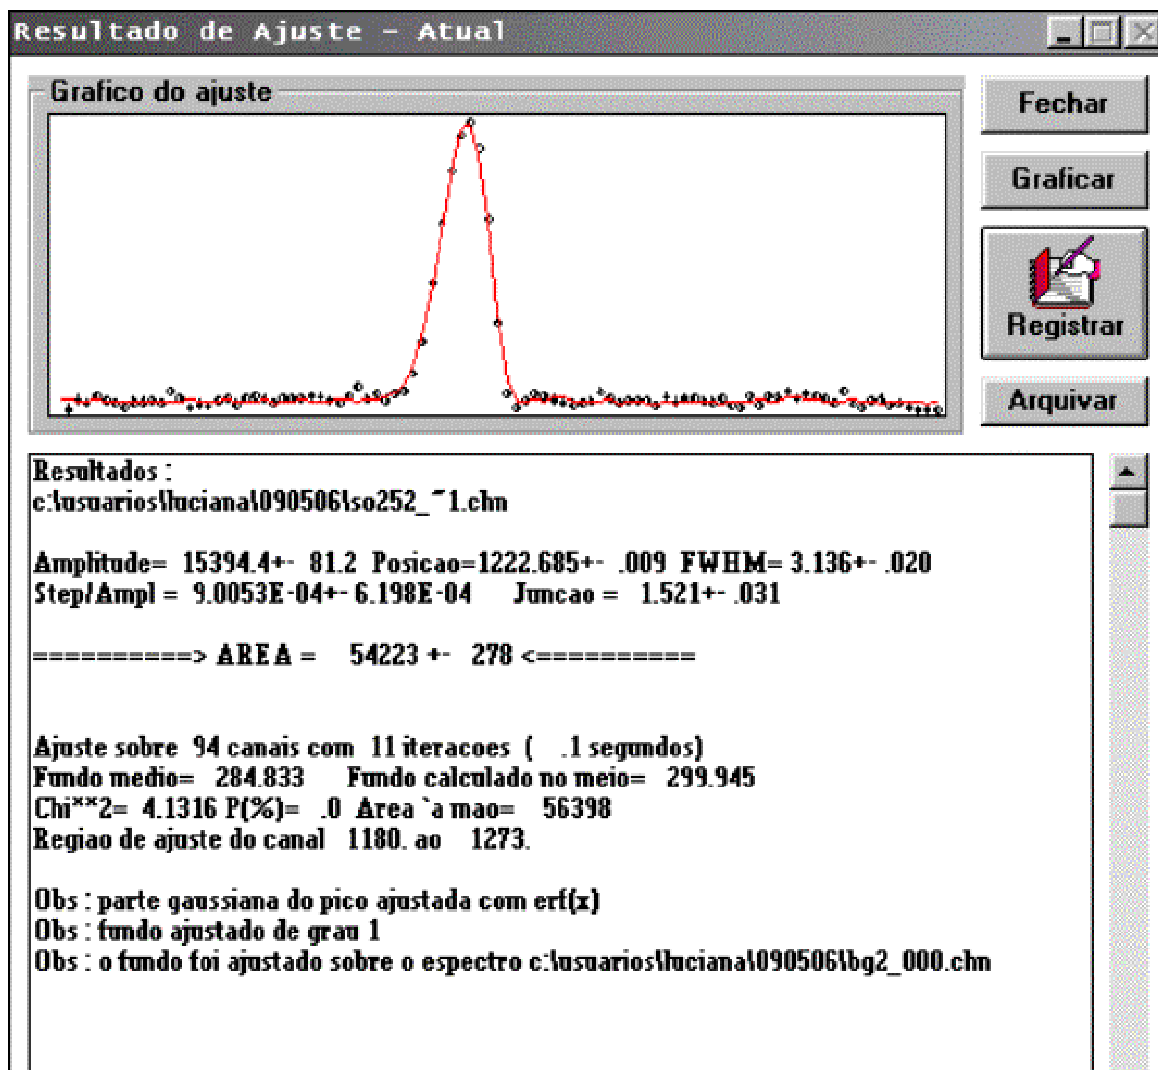 Resultado de Ajuste - Atual
Grafico do ajuste
Fechar
Graficar
Registrar
Arquivar
Resultados :
c:\usuarios\luciana\090506\so252_~1.chn
Amplitude= 15394.4+- 81.2 Posicao=1222.685+- .009 FWHM= 3.136+- .020
Step/Ampl = 9.0053E-04+- 6.198E-04 Juncao = 1.521+- .031
==========> AREA = 54223 +- 278 <==========
Ajuste sobre 94 canais com 11 iteracoes ( .1 segundos)
Fundo medio= 284.833 Fundo calculado no meio= 299.945
Chi**2= 4.1316 P(%)= .0 Area `a mao= 56398
Regiao de ajuste do canal 1180. ao 1273.
Obs : parte gaussiana do pico ajustada com erf(x)
Obs : fundo ajustado de grau 1
Obs : o fundo foi ajustado sobre o espectro c:\usuarios\luciana\090506\bg2_000.chn